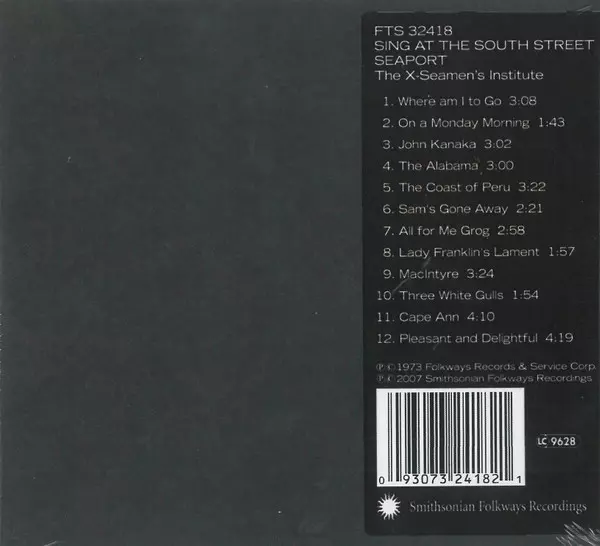 FTS 32418
SING AT THE SOUTH STREET
SEAPORT
The X-Seamen's Institute
1. Where am I to Go 3:08
2. On a Monday Morning 1:43
3. John Kanaka 3:02
4. The Alabama 3:00
5. The Coast of Peru 3:22
6. Sam's Gone Away 2:21
7. All for Me Grog 2:58
8. Lady Franklin's Lament 1:57
9. MacIntyre 3:24
10. Three White Gulls 1:54
11. Cape Ann 4:10
12. Pleasant and Delightful 4:19
℗©1973 Folkways Records & Service Corp.
℗©2007 Smithsonian Folkways Recordings
LC 9628
0 93073 24182 1
Smithsonian Folkways Recordings